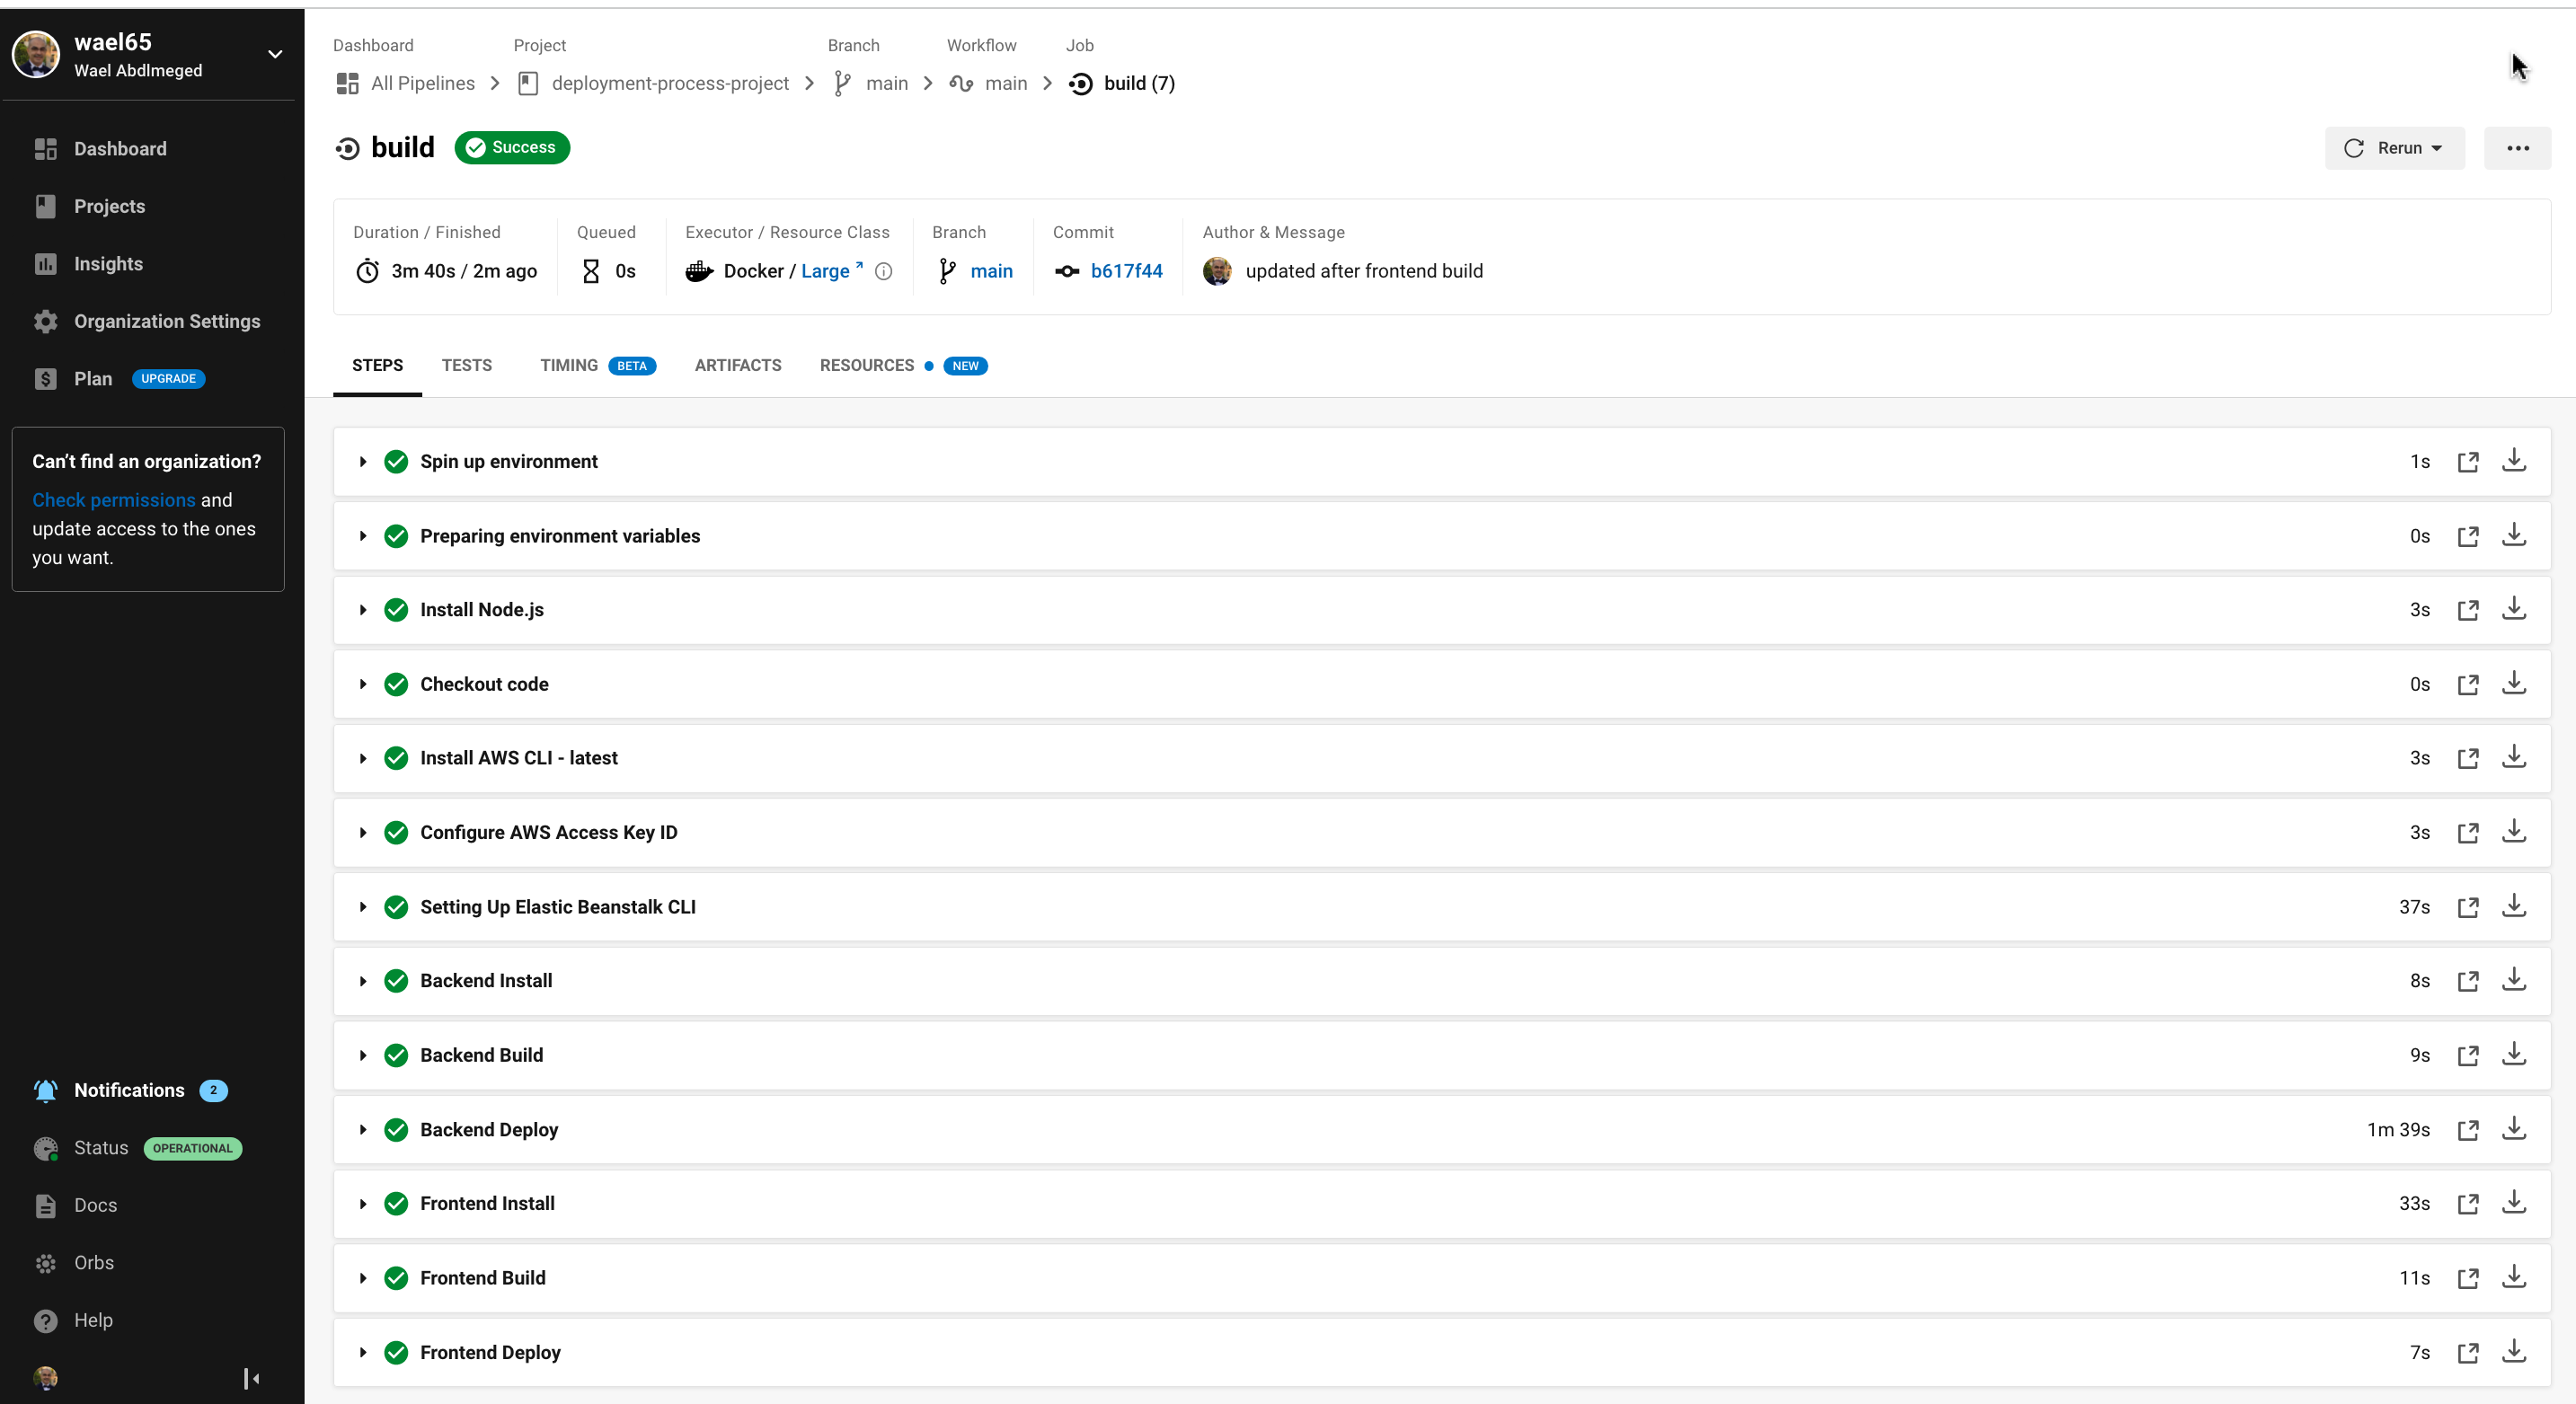 wael65
Wael Abdlmeged
Dashboard
Projects
Insights
Organization Settings
Plan UPGRADE
Can't find an organization?
Check permissions and
update access to the ones
you want.
Notifications 2
Status OPERATIONAL
Docs
Orbs
Help
Dashboard Project Branch Workflow Job
All Pipelines deployment-process-project main main build (7)
build Success
Rerun
Duration / Finished Queued Executor / Resource Class Branch Commit Author & Message
3m 40s / 2m ago 0s Docker / Large main b617f44 updated after frontend build
STEPS TESTS TIMING BETA ARTIFACTS RESOURCES NEW
Spin up environment 1s
Preparing environment variables 0s
Install Node.js 3s
Checkout code 0s
Install AWS CLI - latest 3s
Configure AWS Access Key ID 3s
Setting Up Elastic Beanstalk CLI 37s
Backend Install 8s
Backend Build 9s
Backend Deploy 1m 39s
Frontend Install 33s
Frontend Build 11s
Frontend Deploy 7s